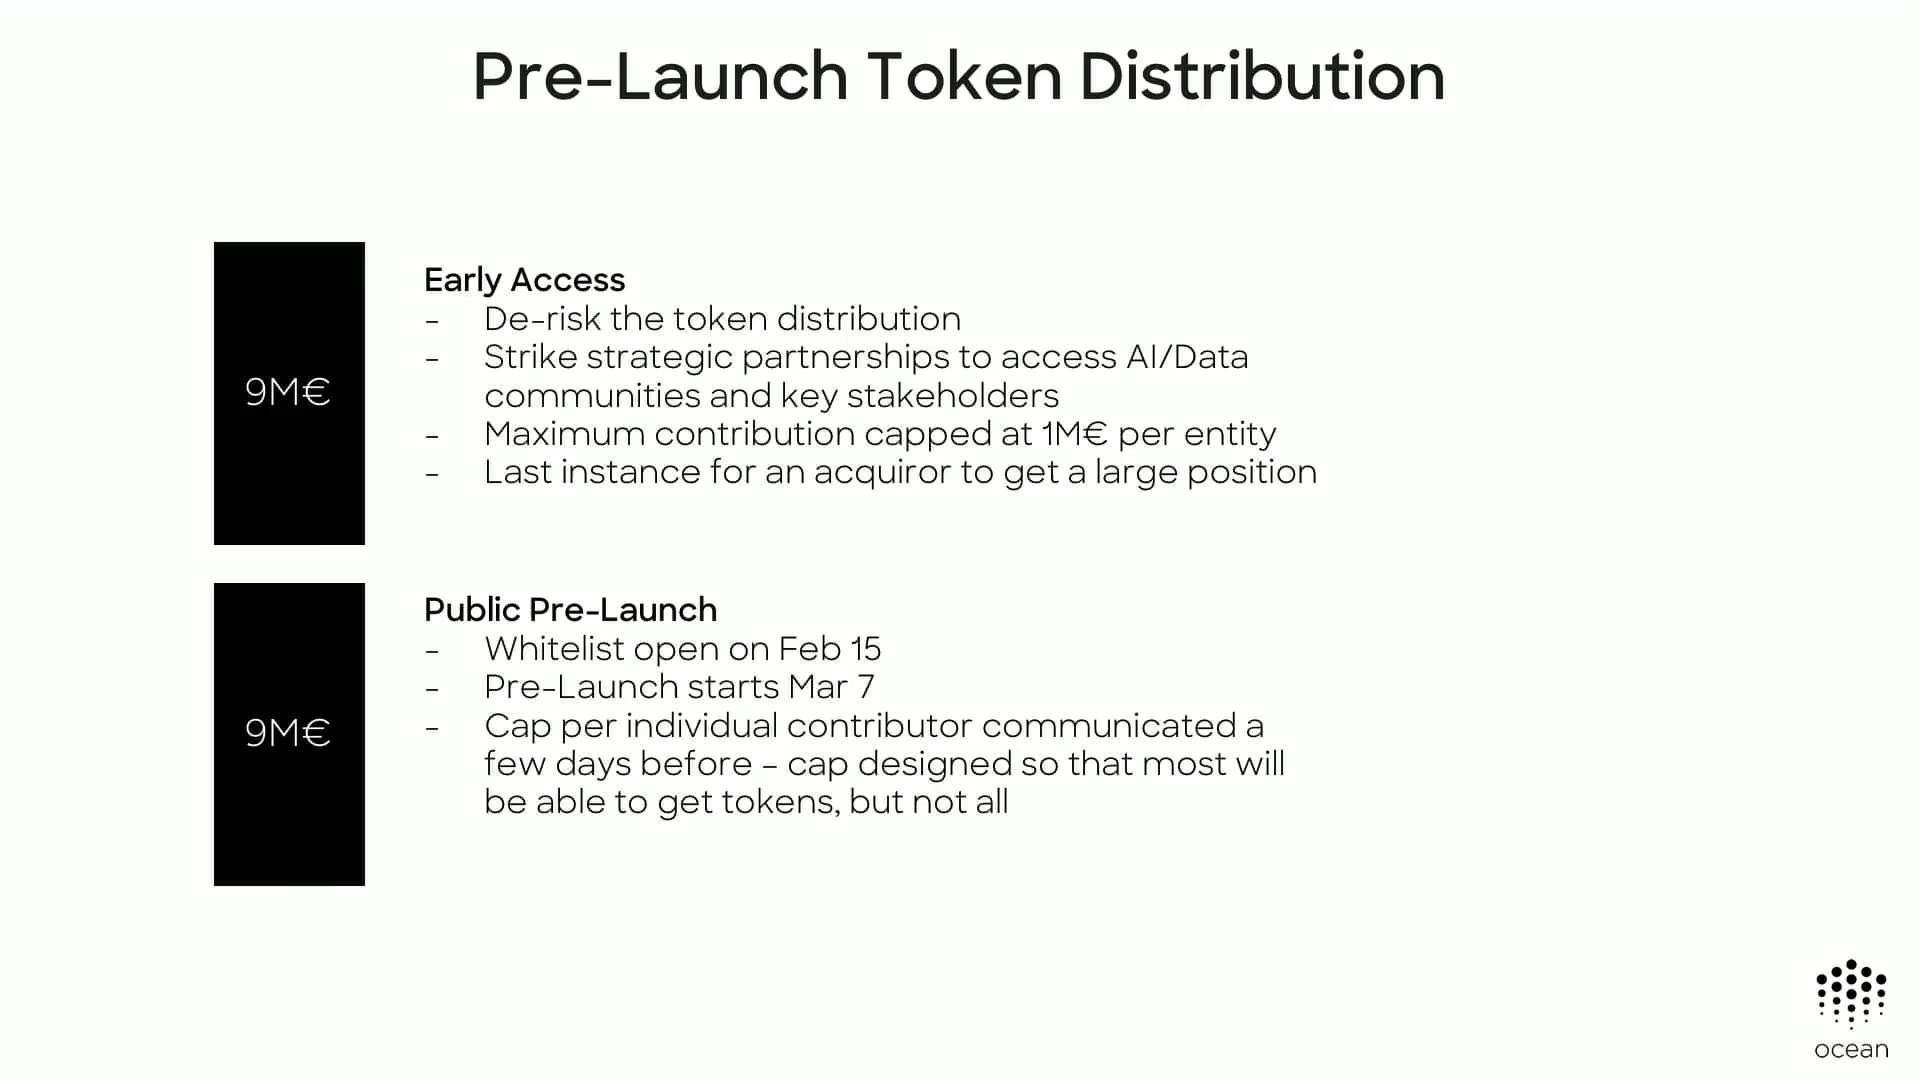 Pre-Launch Token Distribution
9M€
Early Access
- De-risk the token distribution
- Strike strategic partnerships to access AI/Data
communities and key stakeholders
- Maximum contribution capped at 1M€ per entity
- Last instance for an acquiror to get a large position
9M€
Public Pre-Launch
- Whitelist open on Feb 15
- Pre-Launch starts Mar 7
- Cap per individual contributor communicated a
few days before – cap designed so that most will
be able to get tokens, but not all
ocean